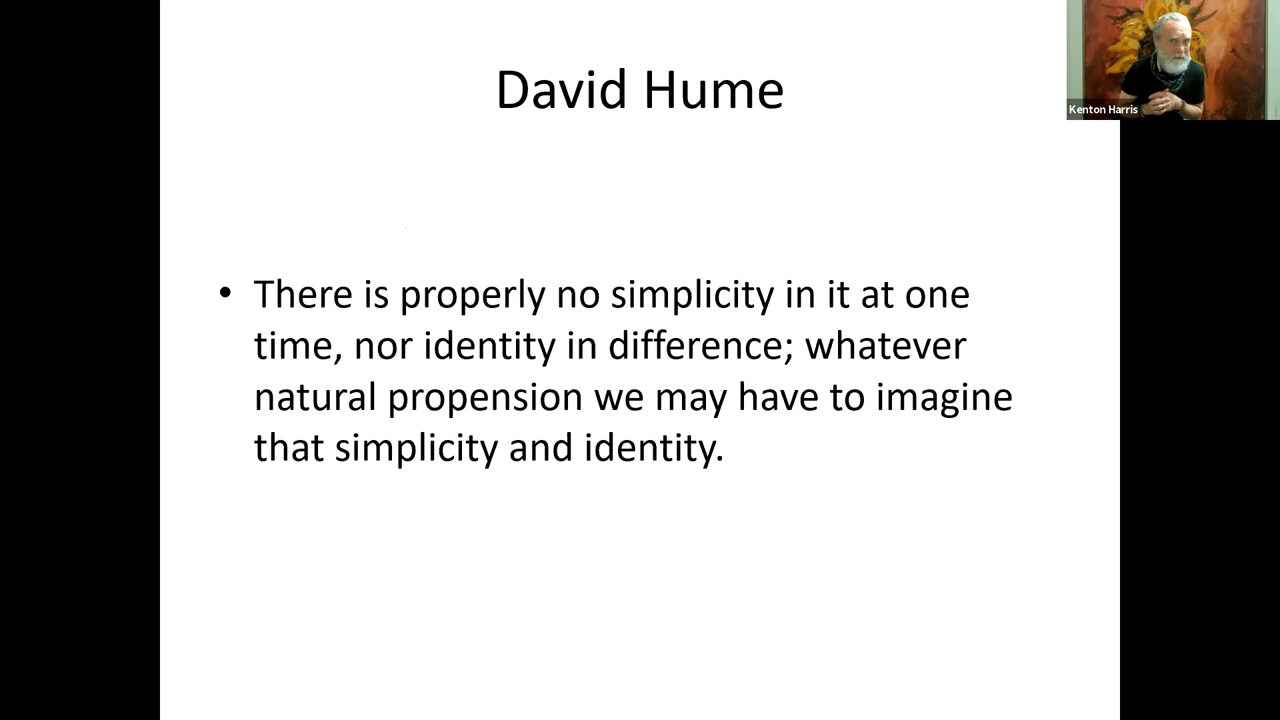 David Hume
Kenton Harris
• There is properly no simplicity in it at one
time, nor identity in difference; whatever
natural propension we may have to imagine
that simplicity and identity.